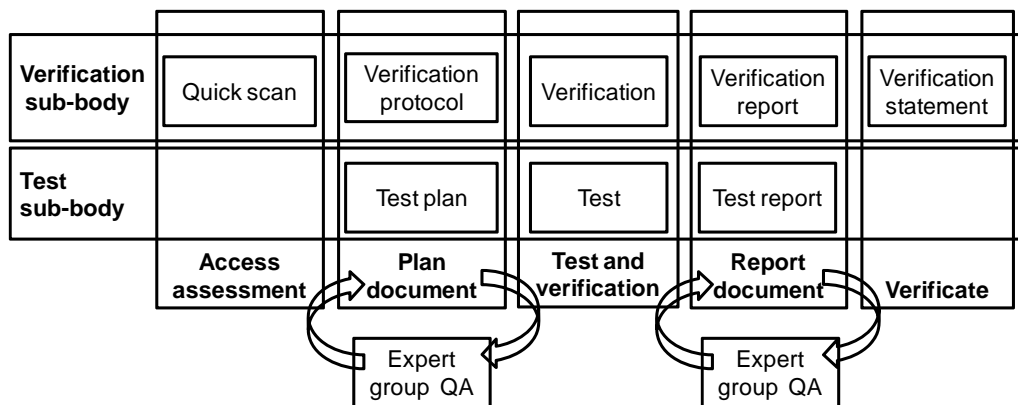 Verification
sub-body
Quick scan
Verification
protocol
Verification
Verification
report
Verification
statement
Test
sub-body
Test plan
Test
Test report
Access
assessment
Plan
document
Test and
verification
Report
document
Verificate
Expert
group QA
Expert
group QA